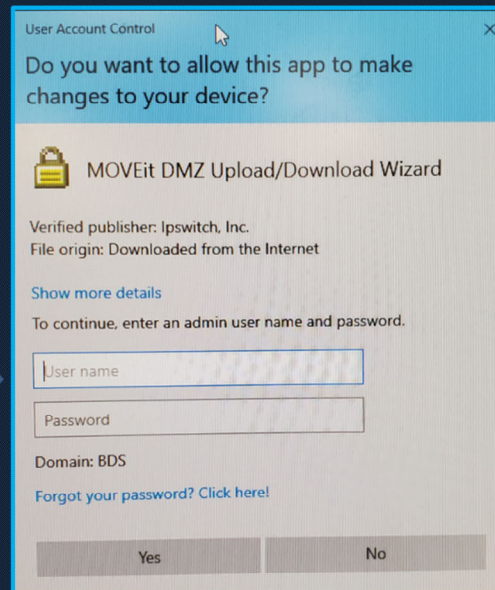 User Account Control
Do you want to allow this app to make
changes to your device?
MOVEit DMZ Upload/Download Wizard
Verified publisher: Ipswitch, Inc.
File origin: Downloaded from the Internet
Show more details
To continue, enter an admin user name and password.
User name
Password
Domain: BDS
Forgot your password? Click here!
Yes
No